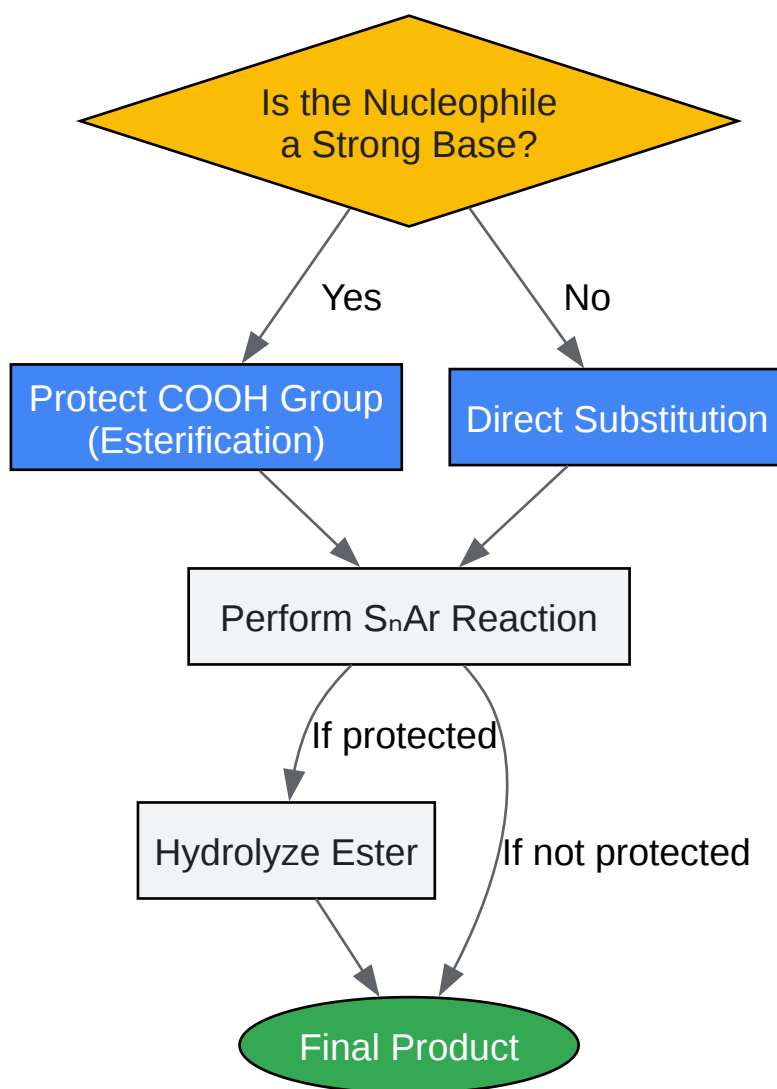 Is the Nucleophile
a Strong Base?
Yes
No
Protect COOH Group
(Esterification)
Direct Substitution
Perform SₙAr Reaction
If protected
Hydrolyze Ester
If not protected
Final Product